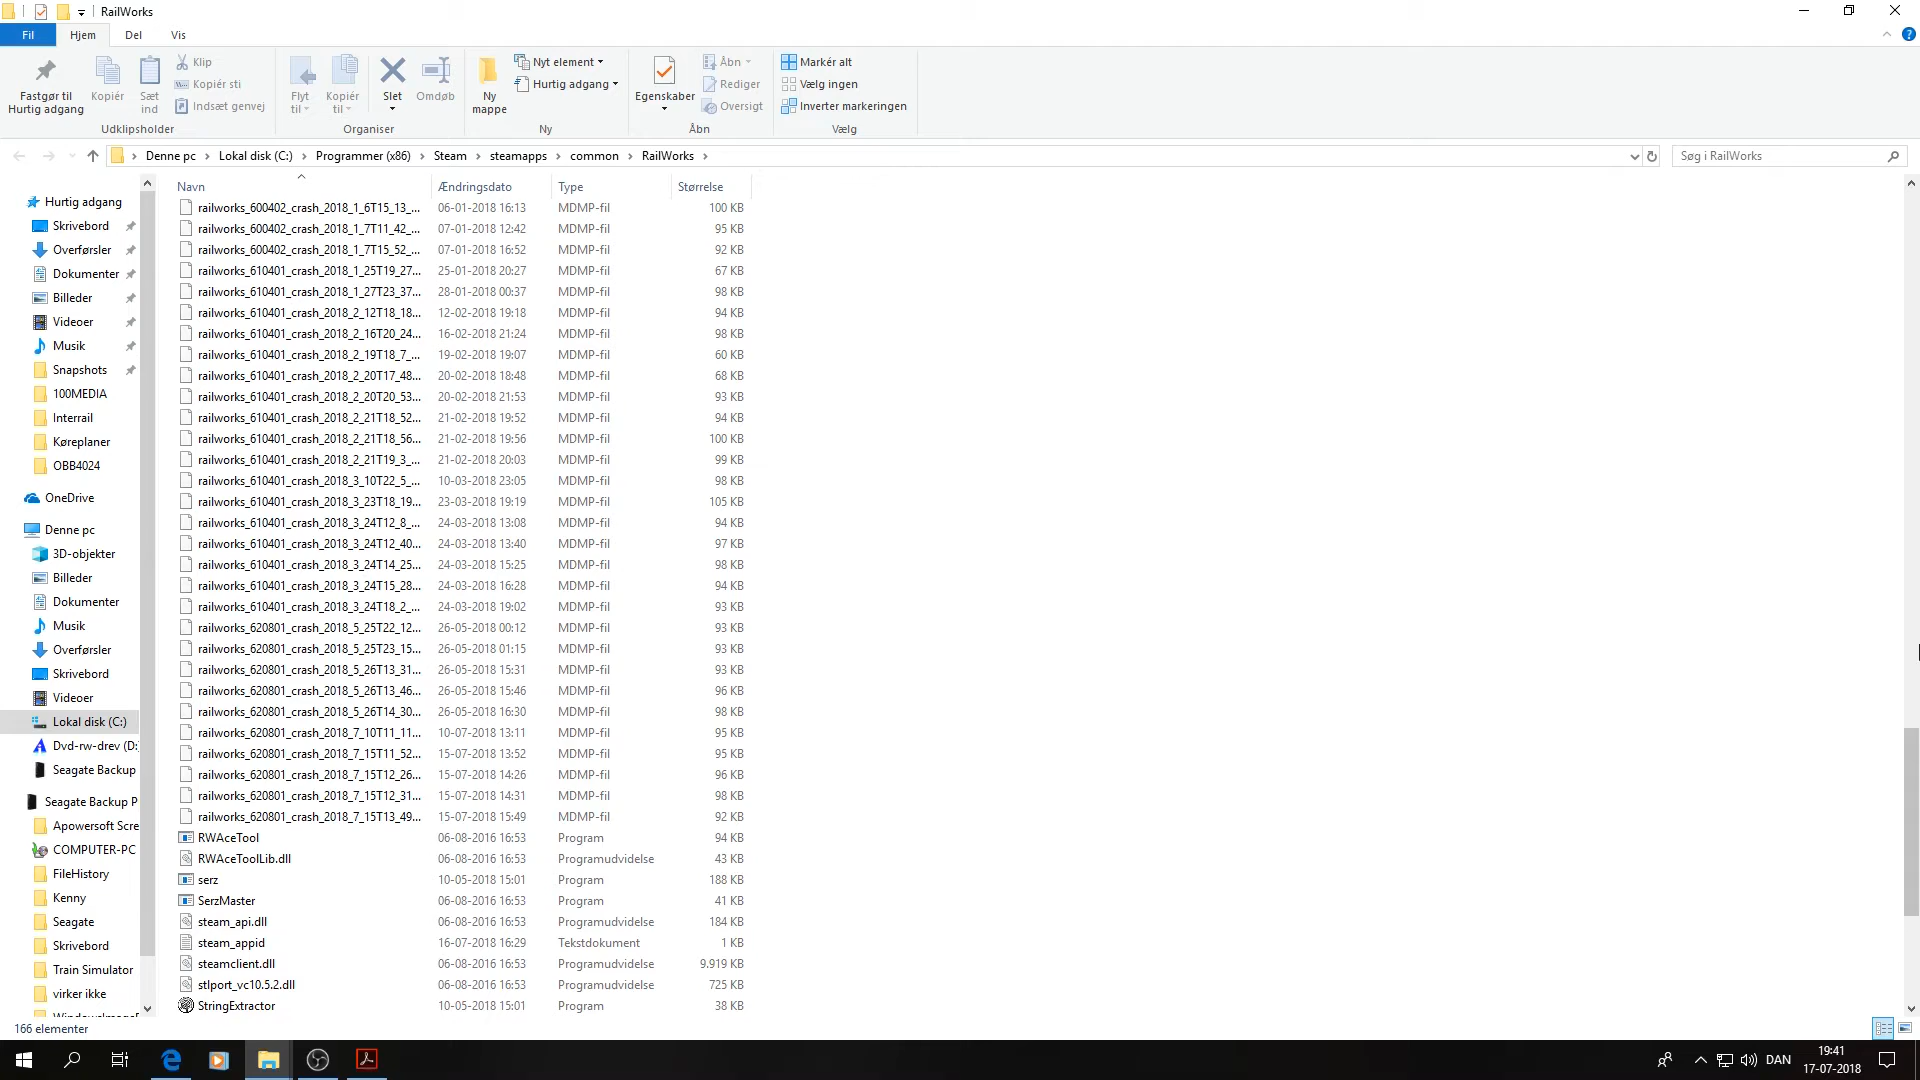 RailWorks
Fil Hjem Del Vis
Fastgør til
Hurtig adgang
Kopiér
Sæt
ind
Klip
Kopiér sti
Indsæt genvej
Udklipsholder
Flyt
til
Kopiér
til
Slet
Omdøb
Organiser
Ny
mappe
Nyt element
Hurtig adgang
Ny
Egenskaber
Åbn
Rediger
Oversigt
Åbn
Markér alt
Vælg ingen
Inverter markeringen
Vælg
Denne pc › Lokal disk (C:) › Programmer (x86) › Steam › steamapps › common › RailWorks ›
Søg i RailWorks
Hurtig adgang
Skrivebord
Overførsler
Dokumenter
Billeder
Videoer
Musik
Snapshots
100MEDIA
Interrail
Køreplaner
OBB4024
OneDrive
Denne pc
3D-objekter
Billeder
Dokumenter
Musik
Overførsler
Skrivebord
Videoer
Lokal disk (C:)
Dvd-rw-drev (D:
Seagate Backup
Seagate Backup P
Apowersoft Scre
COMPUTER-PC
FileHistory
Kenny
Seagate
Skrivebord
Train Simulator
virker ikke
Navn Ændringsdato Type Størrelse
railworks_600402_crash_2018_1_6T15_13_... 06-01-2018 16:13 MDMP-fil 100 KB
railworks_600402_crash_2018_1_7T11_42_... 07-01-2018 12:42 MDMP-fil 95 KB
railworks_600402_crash_2018_1_7T15_52_... 07-01-2018 16:52 MDMP-fil 92 KB
railworks_610401_crash_2018_1_25T19_27... 25-01-2018 20:27 MDMP-fil 67 KB
railworks_610401_crash_2018_1_27T23_37... 28-01-2018 00:37 MDMP-fil 98 KB
railworks_610401_crash_2018_2_12T18_18... 12-02-2018 19:18 MDMP-fil 94 KB
railworks_610401_crash_2018_2_16T20_24... 16-02-2018 21:24 MDMP-fil 98 KB
railworks_610401_crash_2018_2_19T18_7_... 19-02-2018 19:07 MDMP-fil 60 KB
railworks_610401_crash_2018_2_20T17_48... 20-02-2018 18:48 MDMP-fil 68 KB
railworks_610401_crash_2018_2_20T20_53... 20-02-2018 21:53 MDMP-fil 93 KB
railworks_610401_crash_2018_2_21T18_52... 21-02-2018 19:52 MDMP-fil 94 KB
railworks_610401_crash_2018_2_21T18_56... 21-02-2018 19:56 MDMP-fil 100 KB
railworks_610401_crash_2018_2_21T19_3_... 21-02-2018 20:03 MDMP-fil 99 KB
railworks_610401_crash_2018_3_10T22_5_... 10-03-2018 23:05 MDMP-fil 98 KB
railworks_610401_crash_2018_3_23T18_19... 23-03-2018 19:19 MDMP-fil 105 KB
railworks_610401_crash_2018_3_24T12_8_... 24-03-2018 13:08 MDMP-fil 94 KB
railworks_610401_crash_2018_3_24T12_40... 24-03-2018 13:40 MDMP-fil 97 KB
railworks_610401_crash_2018_3_24T14_25... 24-03-2018 15:25 MDMP-fil 98 KB
railworks_610401_crash_2018_3_24T15_28... 24-03-2018 16:28 MDMP-fil 94 KB
railworks_610401_crash_2018_3_24T18_2_... 24-03-2018 19:02 MDMP-fil 93 KB
railworks_620801_crash_2018_5_25T22_12... 26-05-2018 00:12 MDMP-fil 93 KB
railworks_620801_crash_2018_5_25T23_15... 26-05-2018 01:15 MDMP-fil 93 KB
railworks_620801_crash_2018_5_26T13_31... 26-05-2018 15:31 MDMP-fil 93 KB
railworks_620801_crash_2018_5_26T13_46... 26-05-2018 15:46 MDMP-fil 96 KB
railworks_620801_crash_2018_5_26T14_30... 26-05-2018 16:30 MDMP-fil 98 KB
railworks_620801_crash_2018_7_10T11_11... 10-07-2018 13:11 MDMP-fil 95 KB
railworks_620801_crash_2018_7_15T11_52... 15-07-2018 13:52 MDMP-fil 95 KB
railworks_620801_crash_2018_7_15T12_26... 15-07-2018 14:26 MDMP-fil 96 KB
railworks_620801_crash_2018_7_15T12_31... 15-07-2018 14:31 MDMP-fil 98 KB
railworks_620801_crash_2018_7_15T13_49... 15-07-2018 15:49 MDMP-fil 92 KB
RWAceTool 06-08-2016 16:53 Program 94 KB
RWAceToolLib.dll 06-08-2016 16:53 Programudvidelse 43 KB
serz 10-05-2018 15:01 Program 188 KB
SerzMaster 06-08-2016 16:53 Program 41 KB
steam_api.dll 06-08-2016 16:53 Programudvidelse 184 KB
steam_appid 16-07-2018 16:29 Tekstdokument 1 KB
steamclient.dll 06-08-2016 16:53 Programudvidelse 9.919 KB
stlport_vc10.5.2.dll 06-08-2016 16:53 Programudvidelse 725 KB
StringExtractor 10-05-2018 15:01 Program 38 KB
166 elementer
DAN
19:41
17-07-2018